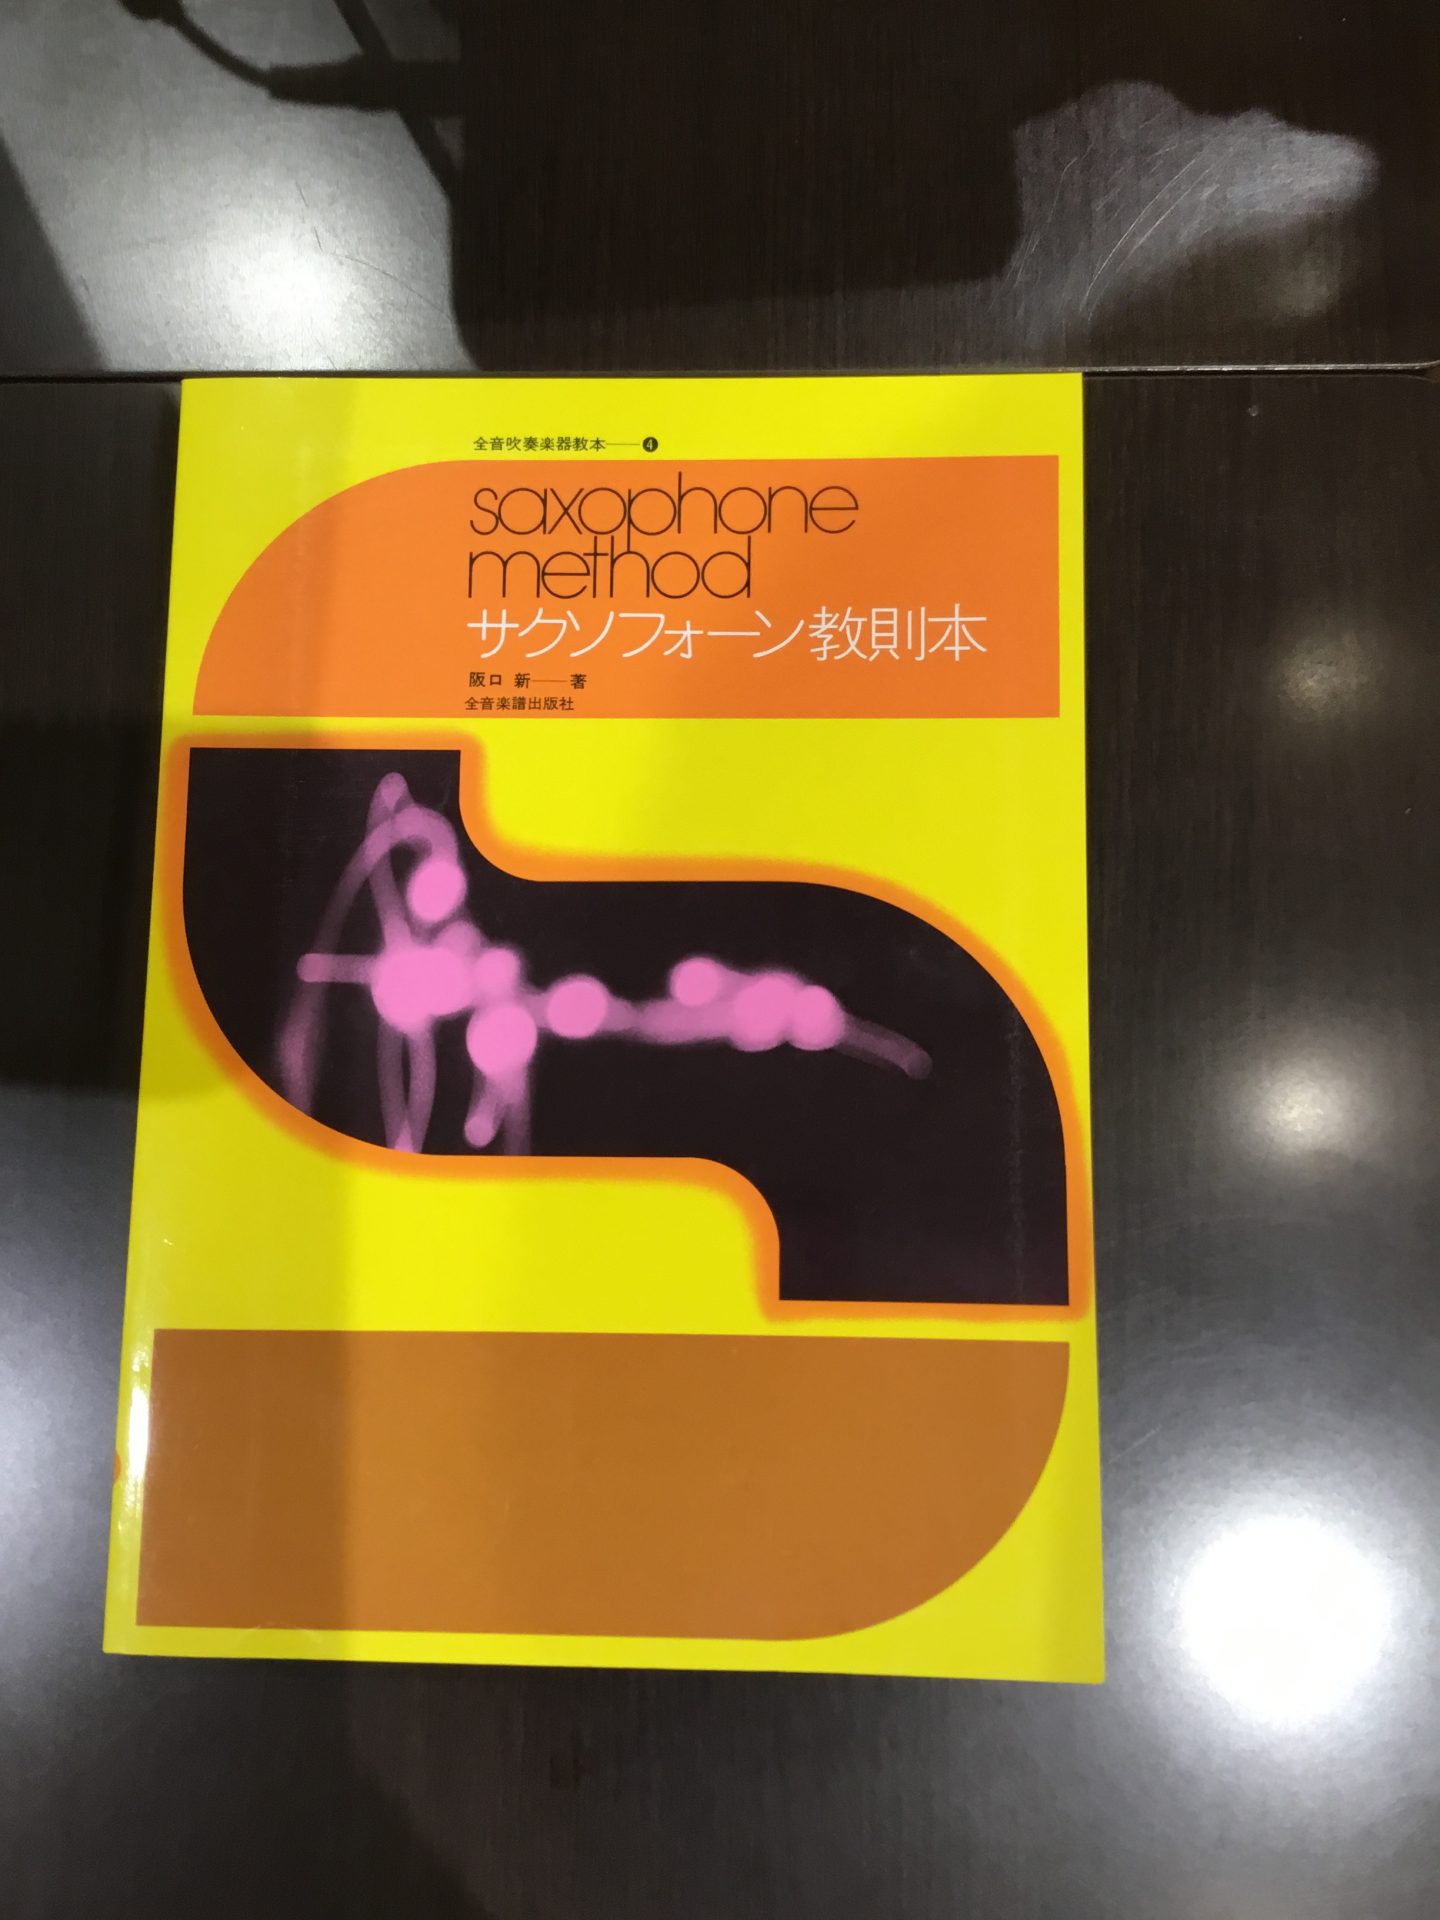 全音吹奏楽器教本――❹
saxophone
method
サクソフォーン教則本
阪口 新――著
全音楽譜出版社